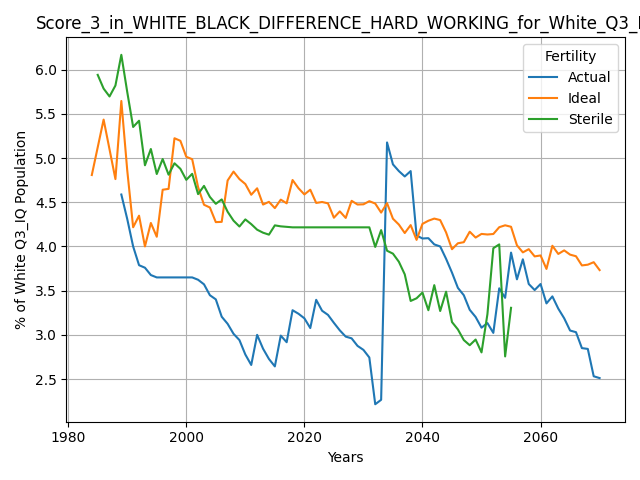 Score_3_in_WHITE_BLACK_DIFFERENCE_HARD_WORKING_for_White_Q3_
Fertility
Actual
Ideal
Sterile
% of White Q3_IQ Population
6.0
5.5
5.0
4.5
4.0
3.5
3.0
2.5
1980
2000
2020
2040
2060
Years